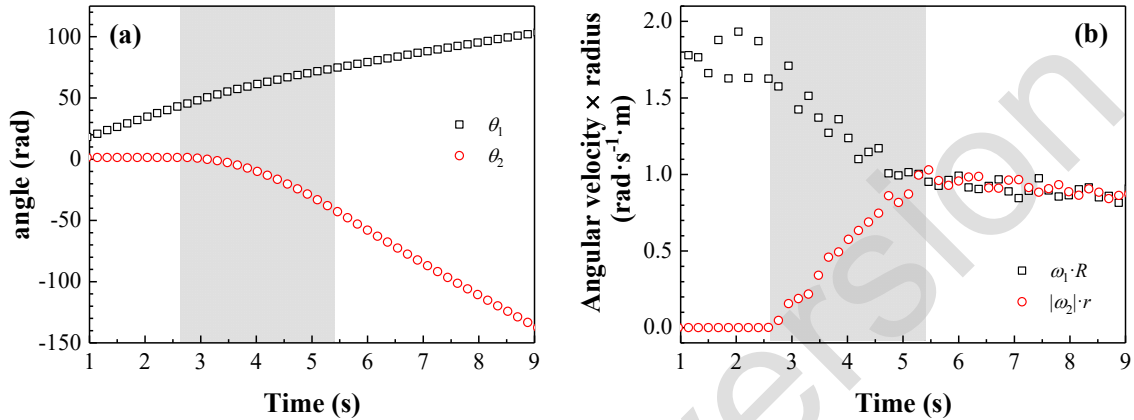 (a)
100
50
0
-50
-100
-150
angle (rad)
θ1
θ2
1 2 3 4 5 6 7 8 9
Time (s)
(b)
2.0
1.5
1.0
0.5
0.0
Angular velocity × radius
(rad·s⁻¹·m)
ω1·R
|ω2|·r
1 2 3 4 5 6 7 8 9
Time (s)
ersion